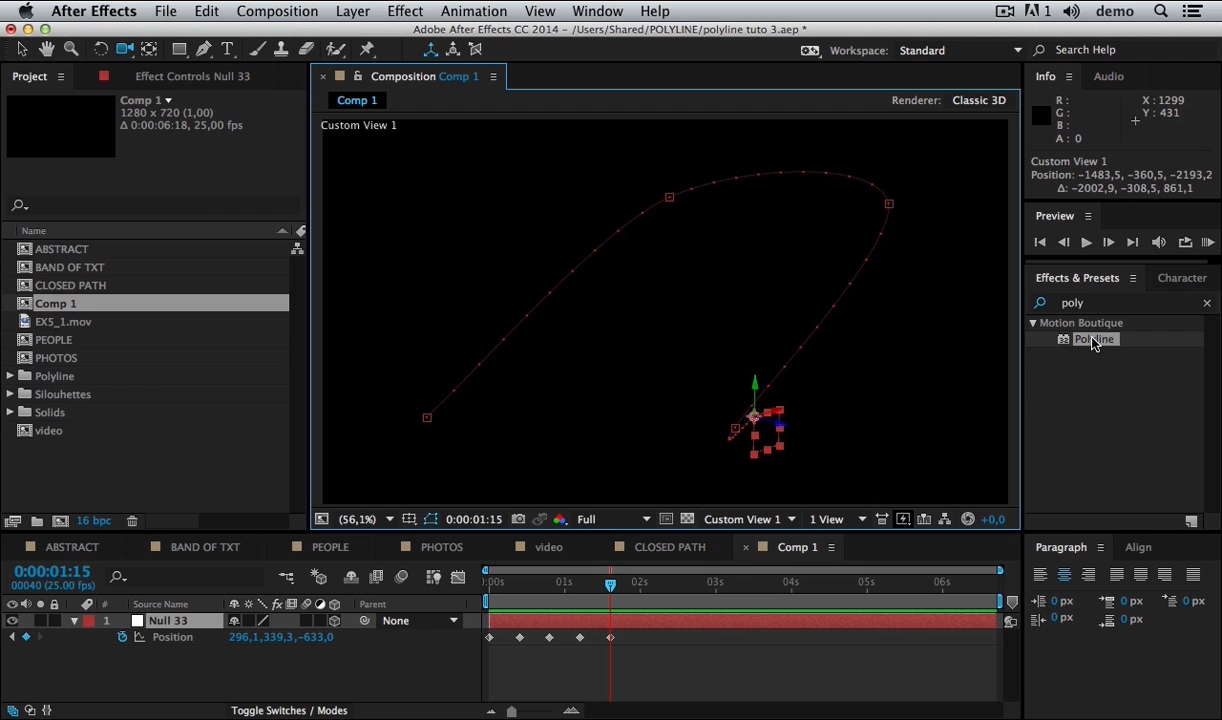 After Effects File Edit Composition Layer Effect Animation View Window Help 1 demo
Adobe After Effects CC 2014 - /Users/Shared/POLYLINE/polyline tuto 3.aep *
Workspace: Standard Search Help
Project Effect Controls Null 33
Composition Comp 1
Info Audio
Comp 1
1280 x 720 (1,00)
Δ 0:00:06:18, 25,00 fps
Comp 1
Renderer: Classic 3D
Custom View 1
R:
G:
B:
A: 0
X: 1299
Y: 431
Custom View 1
Position: -1483,5, -360,5, -2193,2
Δ: -2002,9, -308,5, 861,1
Preview
Name
ABSTRACT
BAND OF TXT
CLOSED PATH
Comp 1
EX5_1.mov
PEOPLE
PHOTOS
Polyline
Silouhettes
Solids
video
Effects & Presets Character
poly
Motion Boutique
32 Polyline
16 bpc
(56,1%) 0:00:01:15 Full Custom View 1 1 View +0,0
ABSTRACT BAND OF TXT PEOPLE PHOTOS video CLOSED PATH Comp 1
Paragraph Align
0:00:01:15
00040 (25.00 fps)
:00s 01s 02s 03s 04s 05s 06s
# Source Name Parent
1 Null 33 None
Position 296,1,339,3,-633,0
0 px 0 px 0 px
0 px 0 px
Toggle Switches / Modes